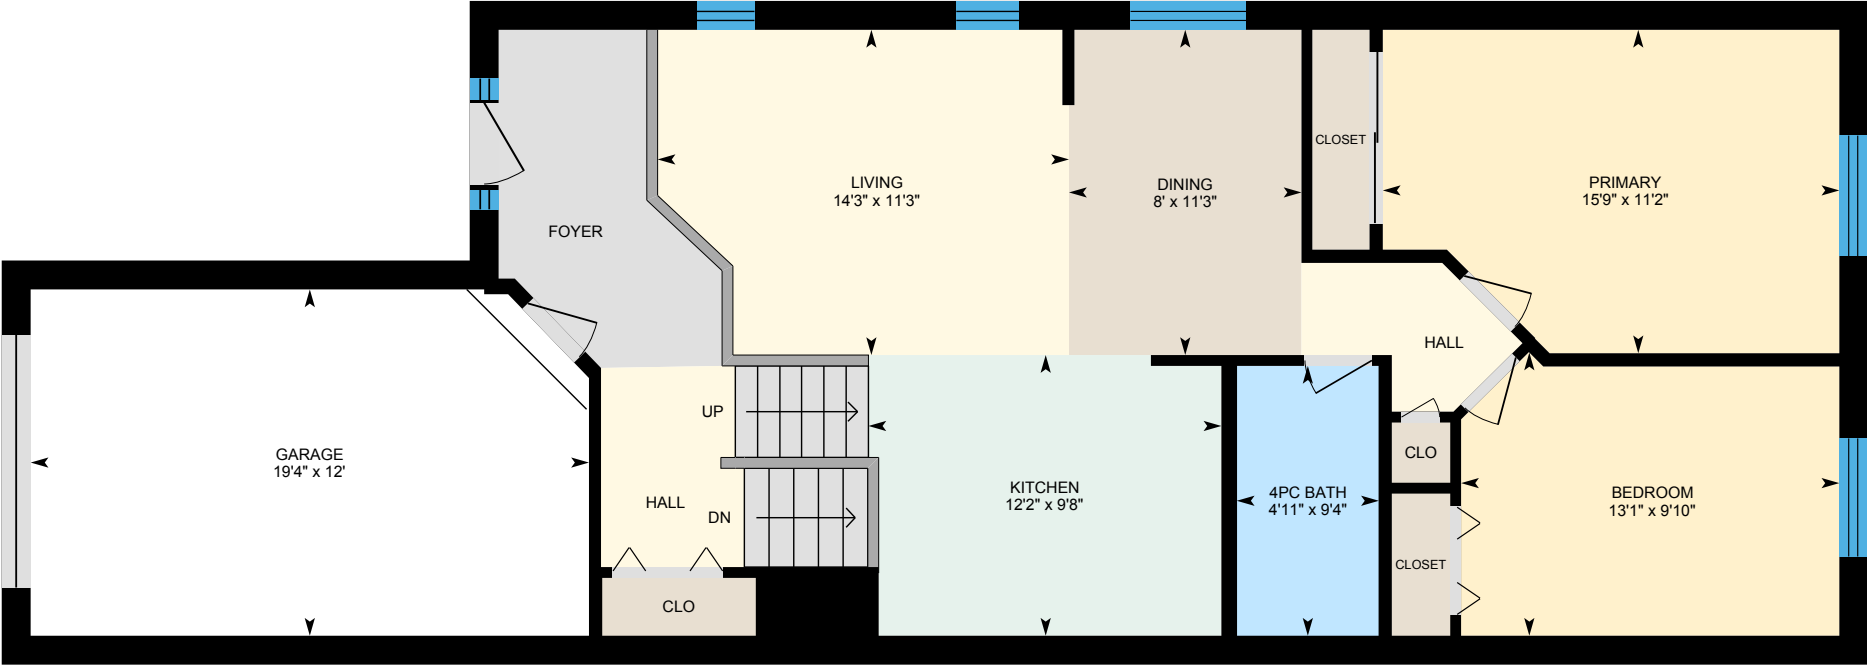 CLOSET
LIVING
14'3" x 11'3"
DINING
8' x 11'3"
PRIMARY
15'9" x 11'2"
FOYER
HALL
UP
GARAGE
19'4" x 12'
CLO
KITCHEN
12'2" x 9'8"
4PC BATH
4'11" x 9'4"
BEDROOM
13'1" x 9'10"
HALL
DN
CLOSET
CLO